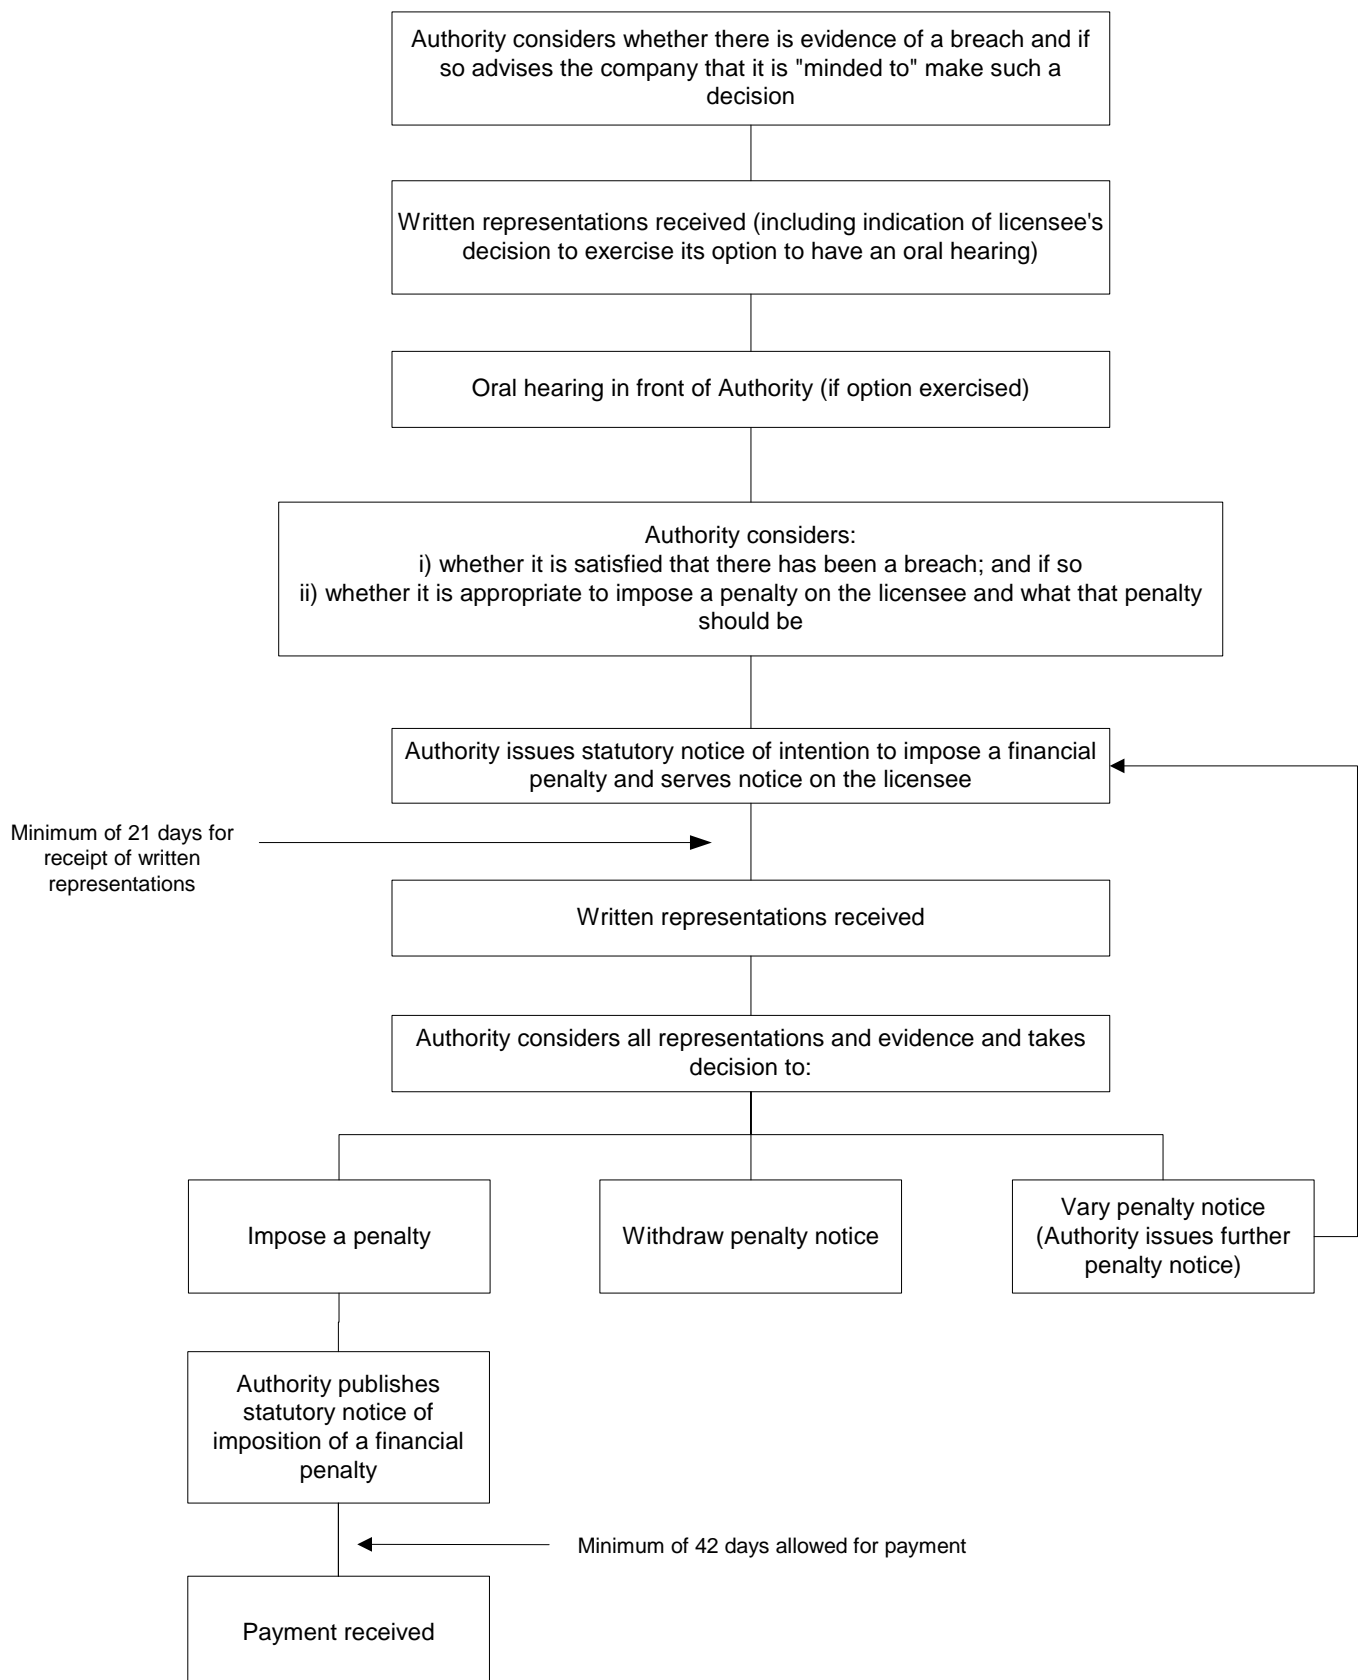 Authority considers whether there is evidence of a breach and if
so advises the company that it is "minded to" make such a
decision
Written representations received (including indication of licensee's
decision to exercise its option to have an oral hearing)
Oral hearing in front of Authority (if option exercised)
Authority considers:
i) whether it is satisfied that there has been a breach; and if so
ii) whether it is appropriate to impose a penalty on the licensee and what that penalty
should be
Authority issues statutory notice of intention to impose a financial
penalty and serves notice on the licensee
Minimum of 21 days for
receipt of written
representations
Written representations received
Authority considers all representations and evidence and takes
decision to:
Impose a penalty
Withdraw penalty notice
Vary penalty notice
(Authority issues further
penalty notice)
Authority publishes
statutory notice of
imposition of a financial
penalty
Minimum of 42 days allowed for payment
Payment received